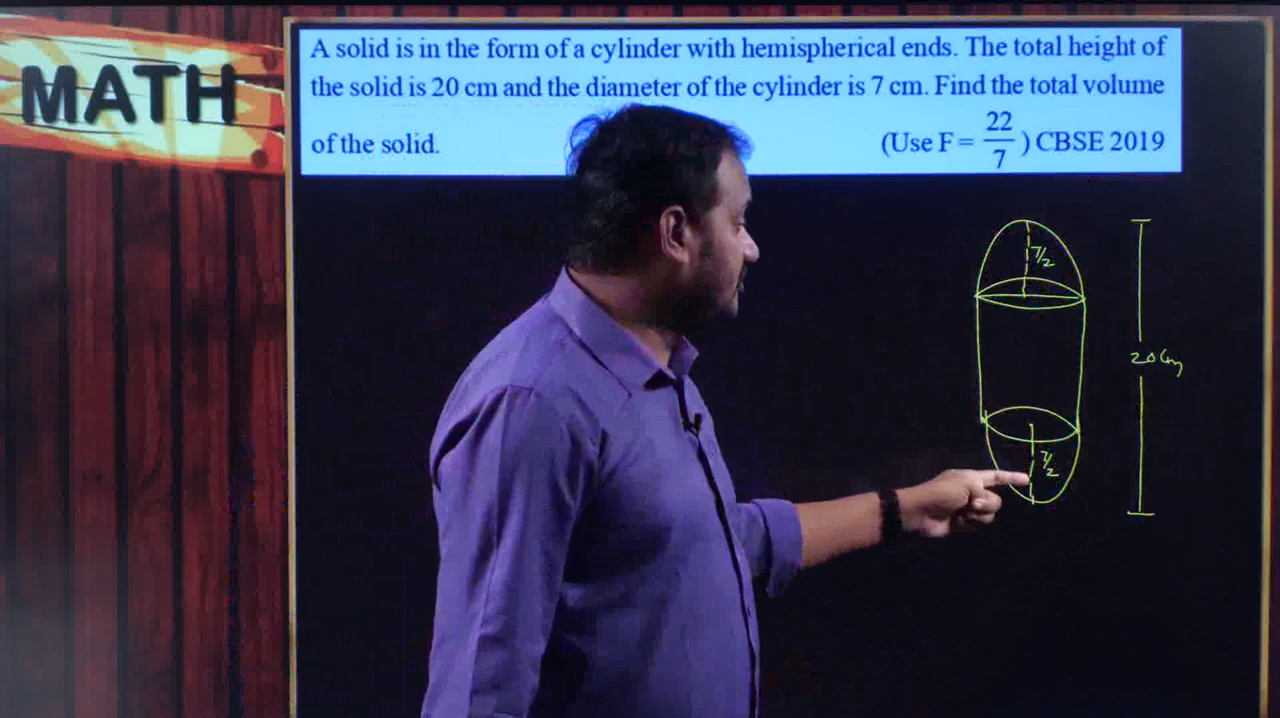 MATH
A solid is in the form of a cylinder with hemispherical ends. The total height of
the solid is 20 cm and the diameter of the cylinder is 7 cm. Find the total volume
of the solid. (Use F = 22/7) CBSE 2019
7/2
20cm
7/2